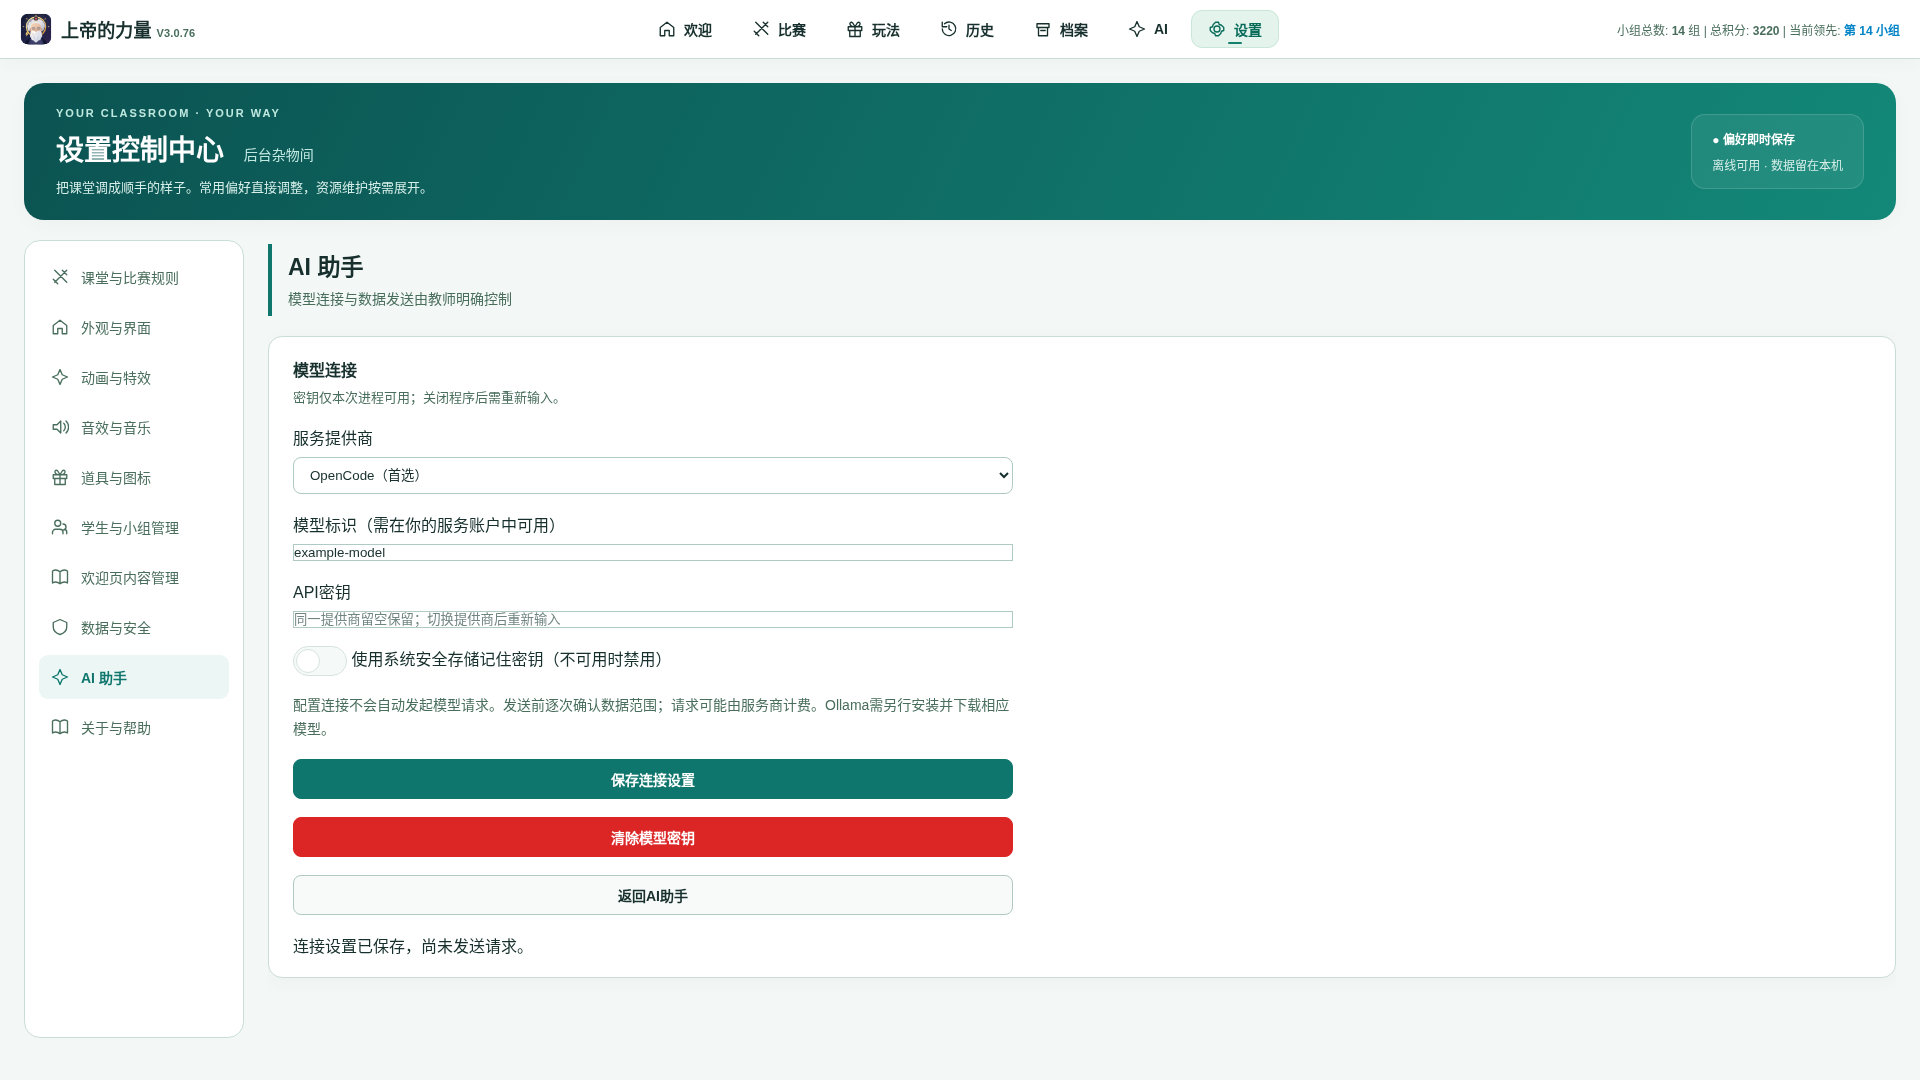 上帝的力量 V3.0.76
欢迎
比赛
玩法
历史
档案
AI
设置
小组总数: 14 组 | 总积分: 3220 | 当前领先: 第 14 小组
YOUR CLASSROOM · YOUR WAY
设置控制中心 后台杂物间
把课堂调成顺手的样子。常用偏好直接调整，资源维护按需展开。
● 偏好即时保存
离线可用 · 数据留在本机
课堂与比赛规则
外观与界面
动画与特效
音效与音乐
道具与图标
学生与小组管理
欢迎页内容管理
数据与安全
AI 助手
关于与帮助
AI 助手
模型连接与数据发送由教师明确控制
模型连接
密钥仅本次进程可用；关闭程序后需重新输入。
服务提供商
OpenCode（首选）
模型标识（需在你的服务账户中可用）
example-model
API密钥
同一提供商留空保留；切换提供商后重新输入
使用系统安全存储记住密钥（不可用时禁用）
配置连接不会自动发起模型请求。发送前逐次确认数据范围；请求可能由服务商计费。Ollama需另行安装并下载相应
模型。
保存连接设置
清除模型密钥
返回AI助手
连接设置已保存，尚未发送请求。